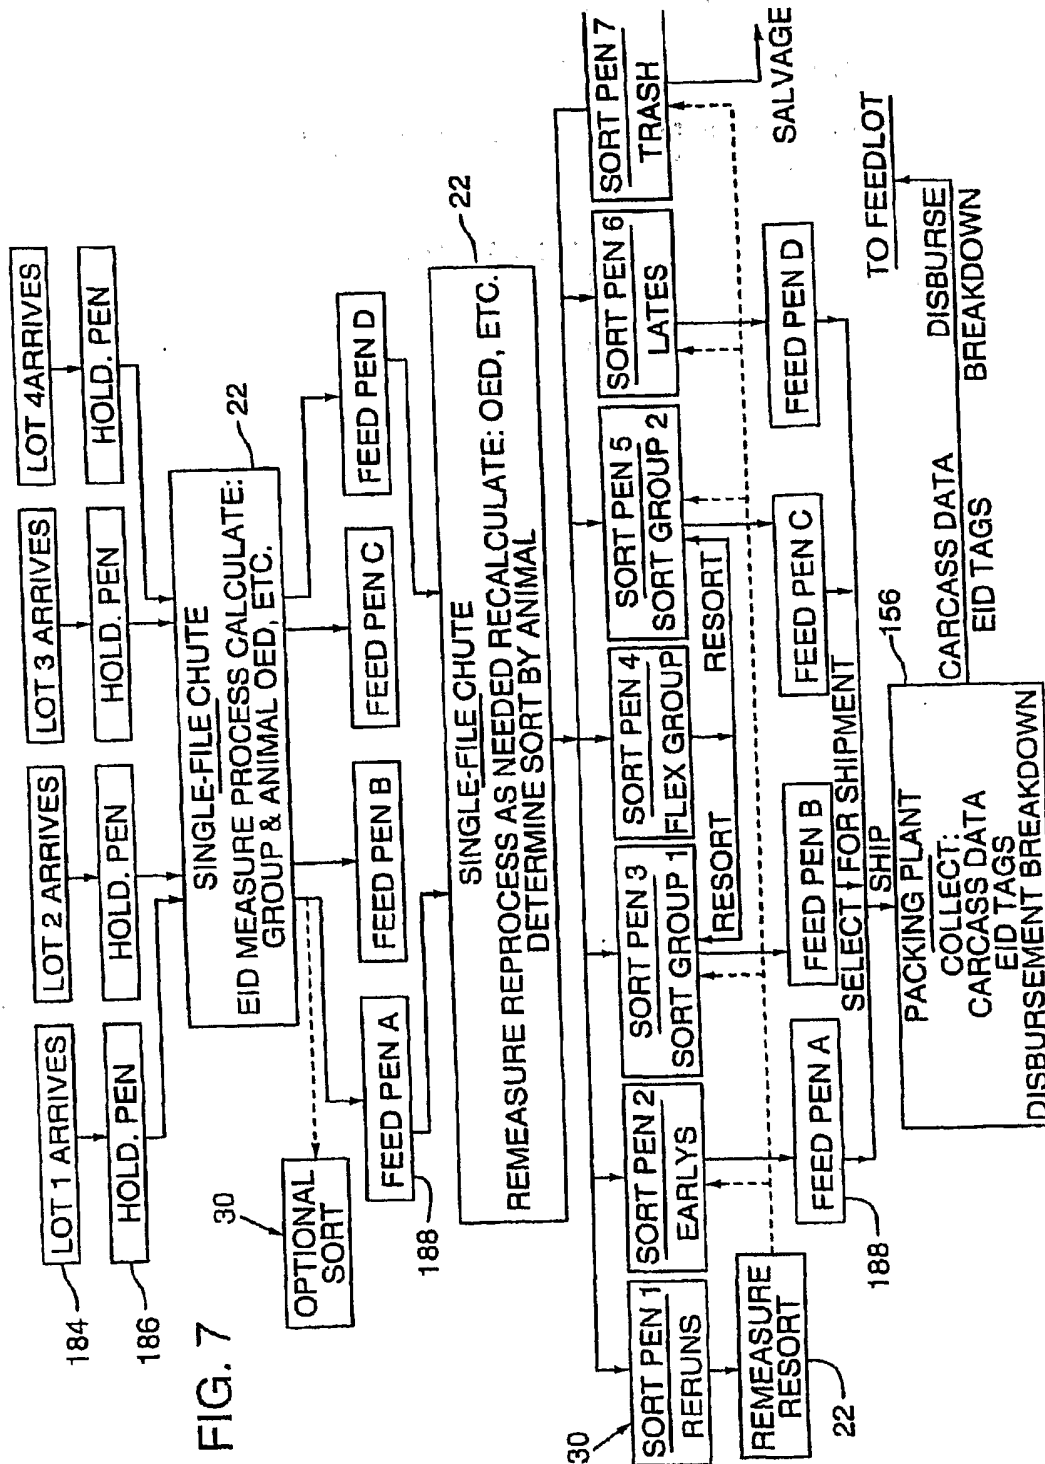 FIG. 7
184
LOT 1 ARRIVES
LOT 2 ARRIVES
LOT 3 ARRIVES
LOT 4ARRIVES
186
HOLD. PEN
HOLD. PEN
HOLD. PEN
HOLD. PEN
22
SINGLE-FILE CHUTE
EID MEASURE PROCESS CALCULATE:
GROUP & ANIMAL OED, ETC.
30
OPTIONAL
SORT
188
FEED PEN A
FEED PEN B
FEED PEN C
FEED PEN D
22
SINGLE-FILE CHUTE
REMEASURE REPROCESS AS NEEDED RECALCULATE: OED, ETC.
DETERMINE SORT BY ANIMAL
30
SORT PEN 1
RERUNS
SORT PEN 2
EARLYS
SORT PEN 3
SORT GROUP 1
SORT PEN 4
FLEX GROUP
SORT PEN 5
SORT GROUP 2
SORT PEN 6
LATES
SORT PEN 7
TRASH
RESORT
RESORT
SALVAGE
REMEASURE
RESORT
22
188
FEED PEN A
FEED PEN B
FEED PEN C
FEED PEN D
SELECT FOR SHIPMENT
SHIP
156
PACKING PLANT
COLLECT:
CARCASS DATA
EID TAGS
DISBURSEMENT BREAKDOWN
CARCASS DATA
EID TAGS
DISBURSE
BREAKDOWN
TO FEEDLOT